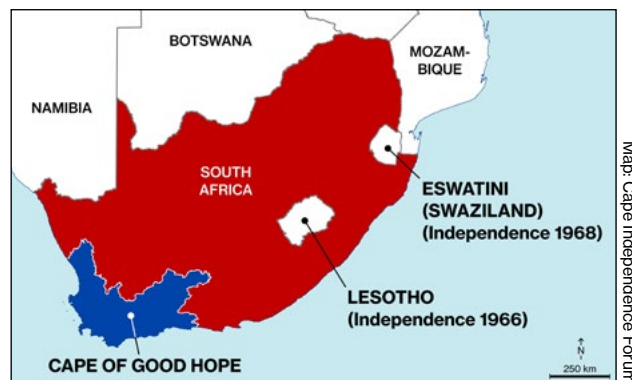 BOTSWANA
MOZAM-
BIQUE
NAMIBIA
SOUTH
AFRICA
ESWATINI
(SWAZILAND)
(Independence 1968)
LESOTHO
(Independence 1966)
CAPE OF GOOD HOPE
N
250 km
Map: Cape Independence Forum